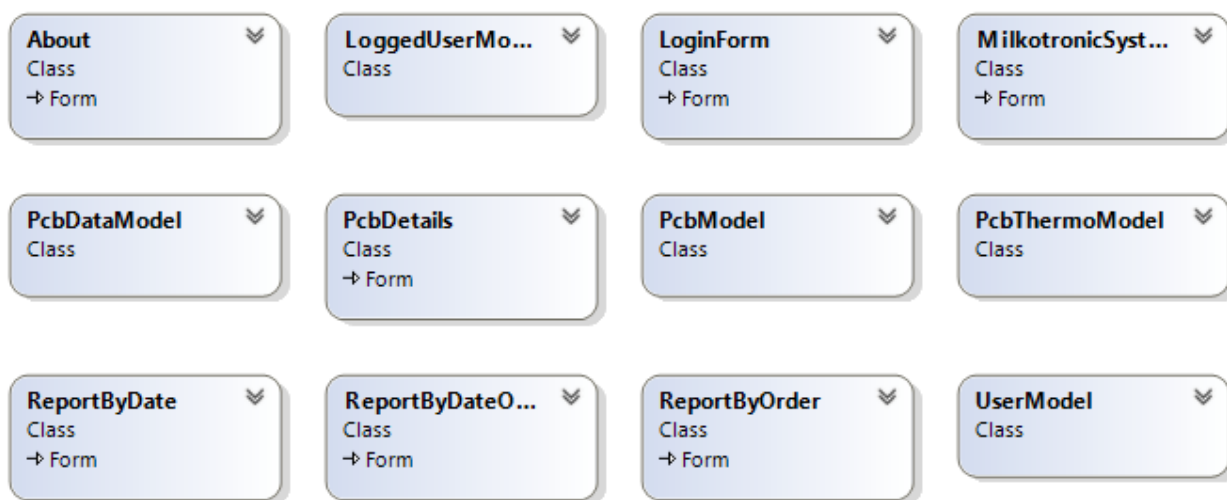 About
Class
Form
LoggedUserMo...
Class
LoginForm
Class
Form
MilkotronicSyst...
Class
Form
PcbDataModel
Class
PcbDetails
Class
Form
PcbModel
Class
PcbThermoModel
Class
ReportByDate
Class
Form
ReportByDateO...
Class
Form
ReportByOrder
Class
Form
UserModel
Class